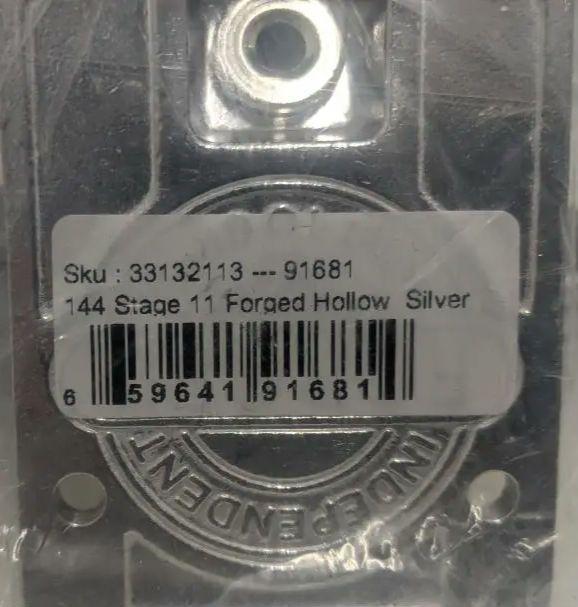 Sku : 33132113 --- 91681
144 Stage 11 Forged Hollow  Silver
6 59641 91681
INDEPENDENT